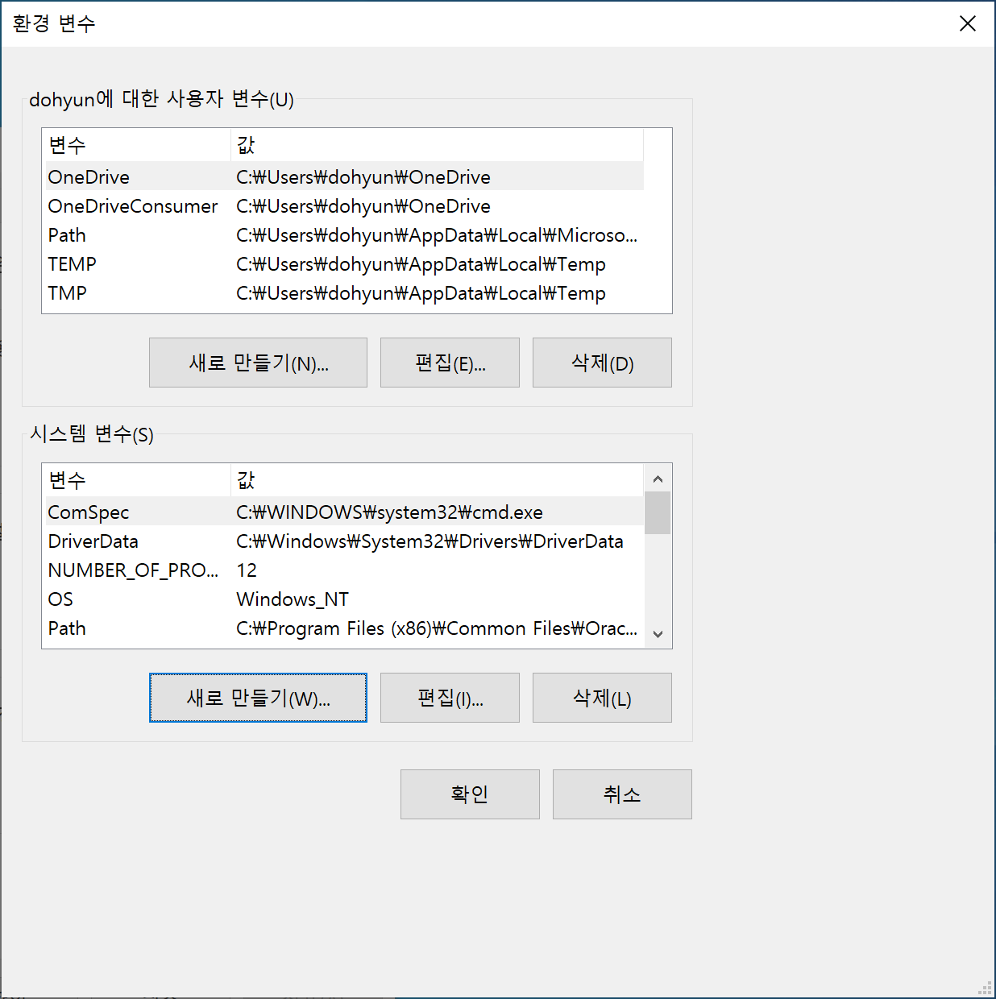 환경 변수
dohyun에 대한 사용자 변수(U)
변수 값
OneDrive C:₩Users₩dohyun₩OneDrive
OneDriveConsumer C:₩Users₩dohyun₩OneDrive
Path C:₩Users₩dohyun₩AppData₩Local₩Microso...
TEMP C:₩Users₩dohyun₩AppData₩Local₩Temp
TMP C:₩Users₩dohyun₩AppData₩Local₩Temp
새로 만들기(N)... 편집(E)... 삭제(D)
시스템 변수(S)
변수 값
ComSpec C:₩WINDOWS₩system32₩cmd.exe
DriverData C:₩Windows₩System32₩Drivers₩DriverData
NUMBER_OF_PRO... 12
OS Windows_NT
Path C:₩Program Files (x86)₩Common Files₩Orac...
새로 만들기(W)... 편집(I)... 삭제(L)
확인 취소